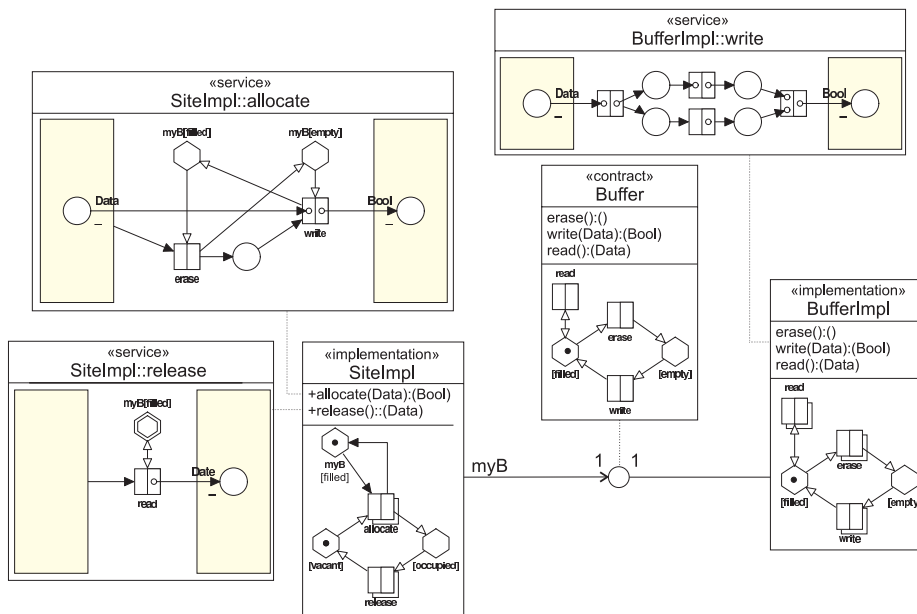 «service»
BufferImpl::write
Data
–
Bool
–
«service»
SiteImpl::allocate
myB[filled]
myB[empty]
Data
–
Bool
–
write
erase
«contract»
Buffer
erase():()
write(Data):(Bool)
read():(Data)
read
erase
[filled]
[empty]
write
«implementation»
BufferImpl
erase():()
write(Data):(Bool)
read():(Data)
read
erase
[filled]
[empty]
write
«service»
SiteImpl::release
myB[filled]
Date
–
read
«implementation»
SiteImpl
+allocate(Data):(Bool)
+release()::(Data)
myB
[filled]
allocate
[vacant]
[occupied]
release
myB
1
1